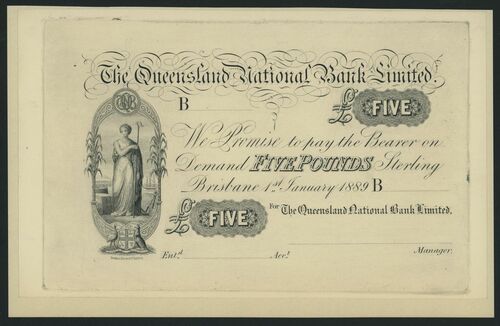 The Queensland National Bank Limited.
B
£ FIVE
We Promise to pay the Bearer on
Demand FIVE POUNDS Sterling
Brisbane 1st January 1889 B
£ FIVE
For The Queensland National Bank Limited.
Entd. Acct.
Manager.